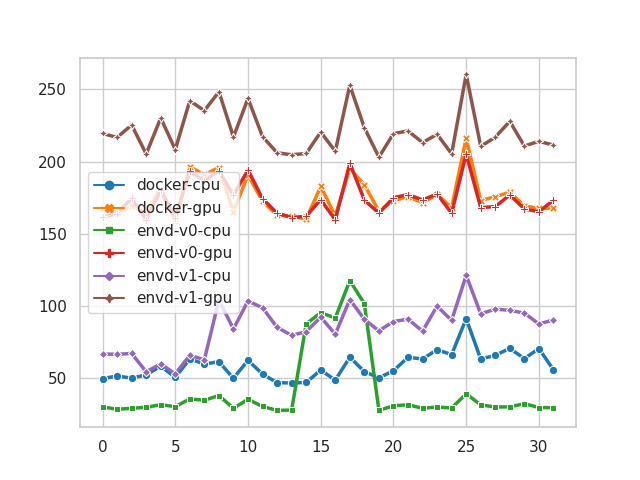 250
200
150
100
50
docker-cpu
docker-gpu
envd-v0-cpu
envd-v0-gpu
envd-v1-cpu
envd-v1-gpu
0 5 10 15 20 25 30